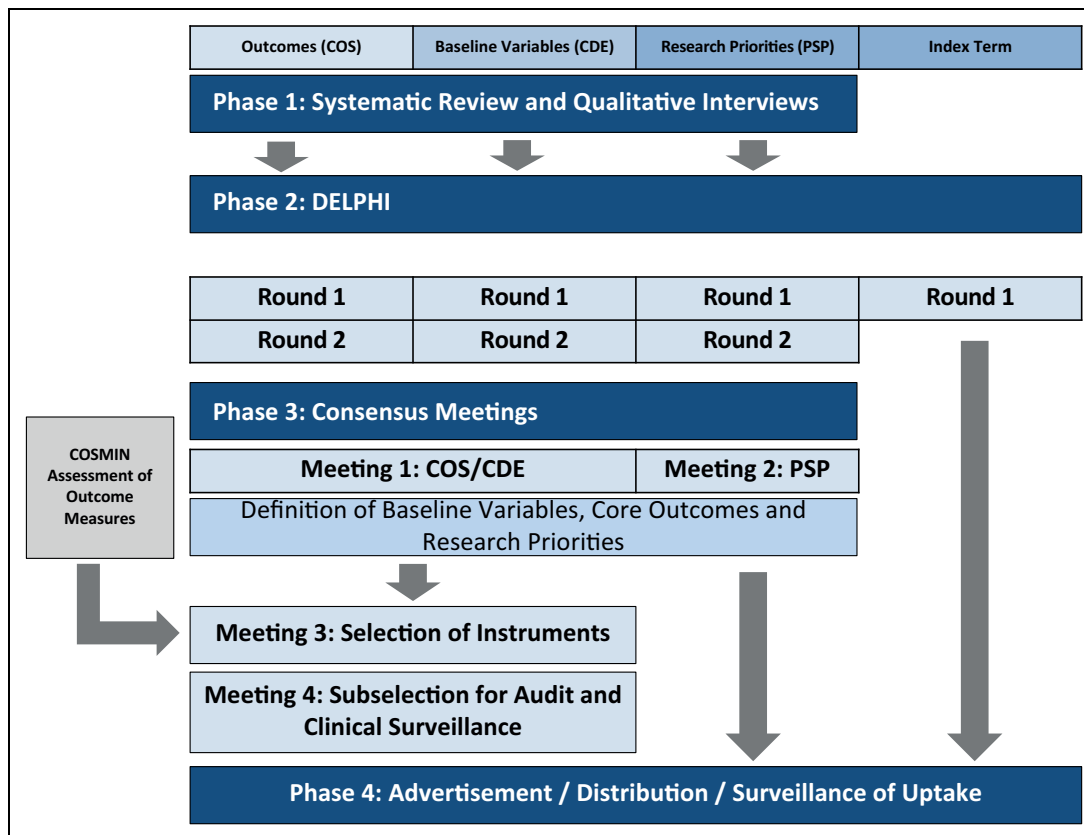 Outcomes (COS)
Baseline Variables (CDE)
Research Priorities (PSP)
Index Term
Phase 1: Systematic Review and Qualitative Interviews
Phase 2: DELPHI
Round 1
Round 1
Round 1
Round 1
Round 2
Round 2
Round 2
Phase 3: Consensus Meetings
COSMIN
Assessment of
Outcome
Measures
Meeting 1: COS/CDE
Meeting 2: PSP
Definition of Baseline Variables, Core Outcomes and
Research Priorities
Meeting 3: Selection of Instruments
Meeting 4: Subselection for Audit and
Clinical Surveillance
Phase 4: Advertisement / Distribution / Surveillance of Uptake